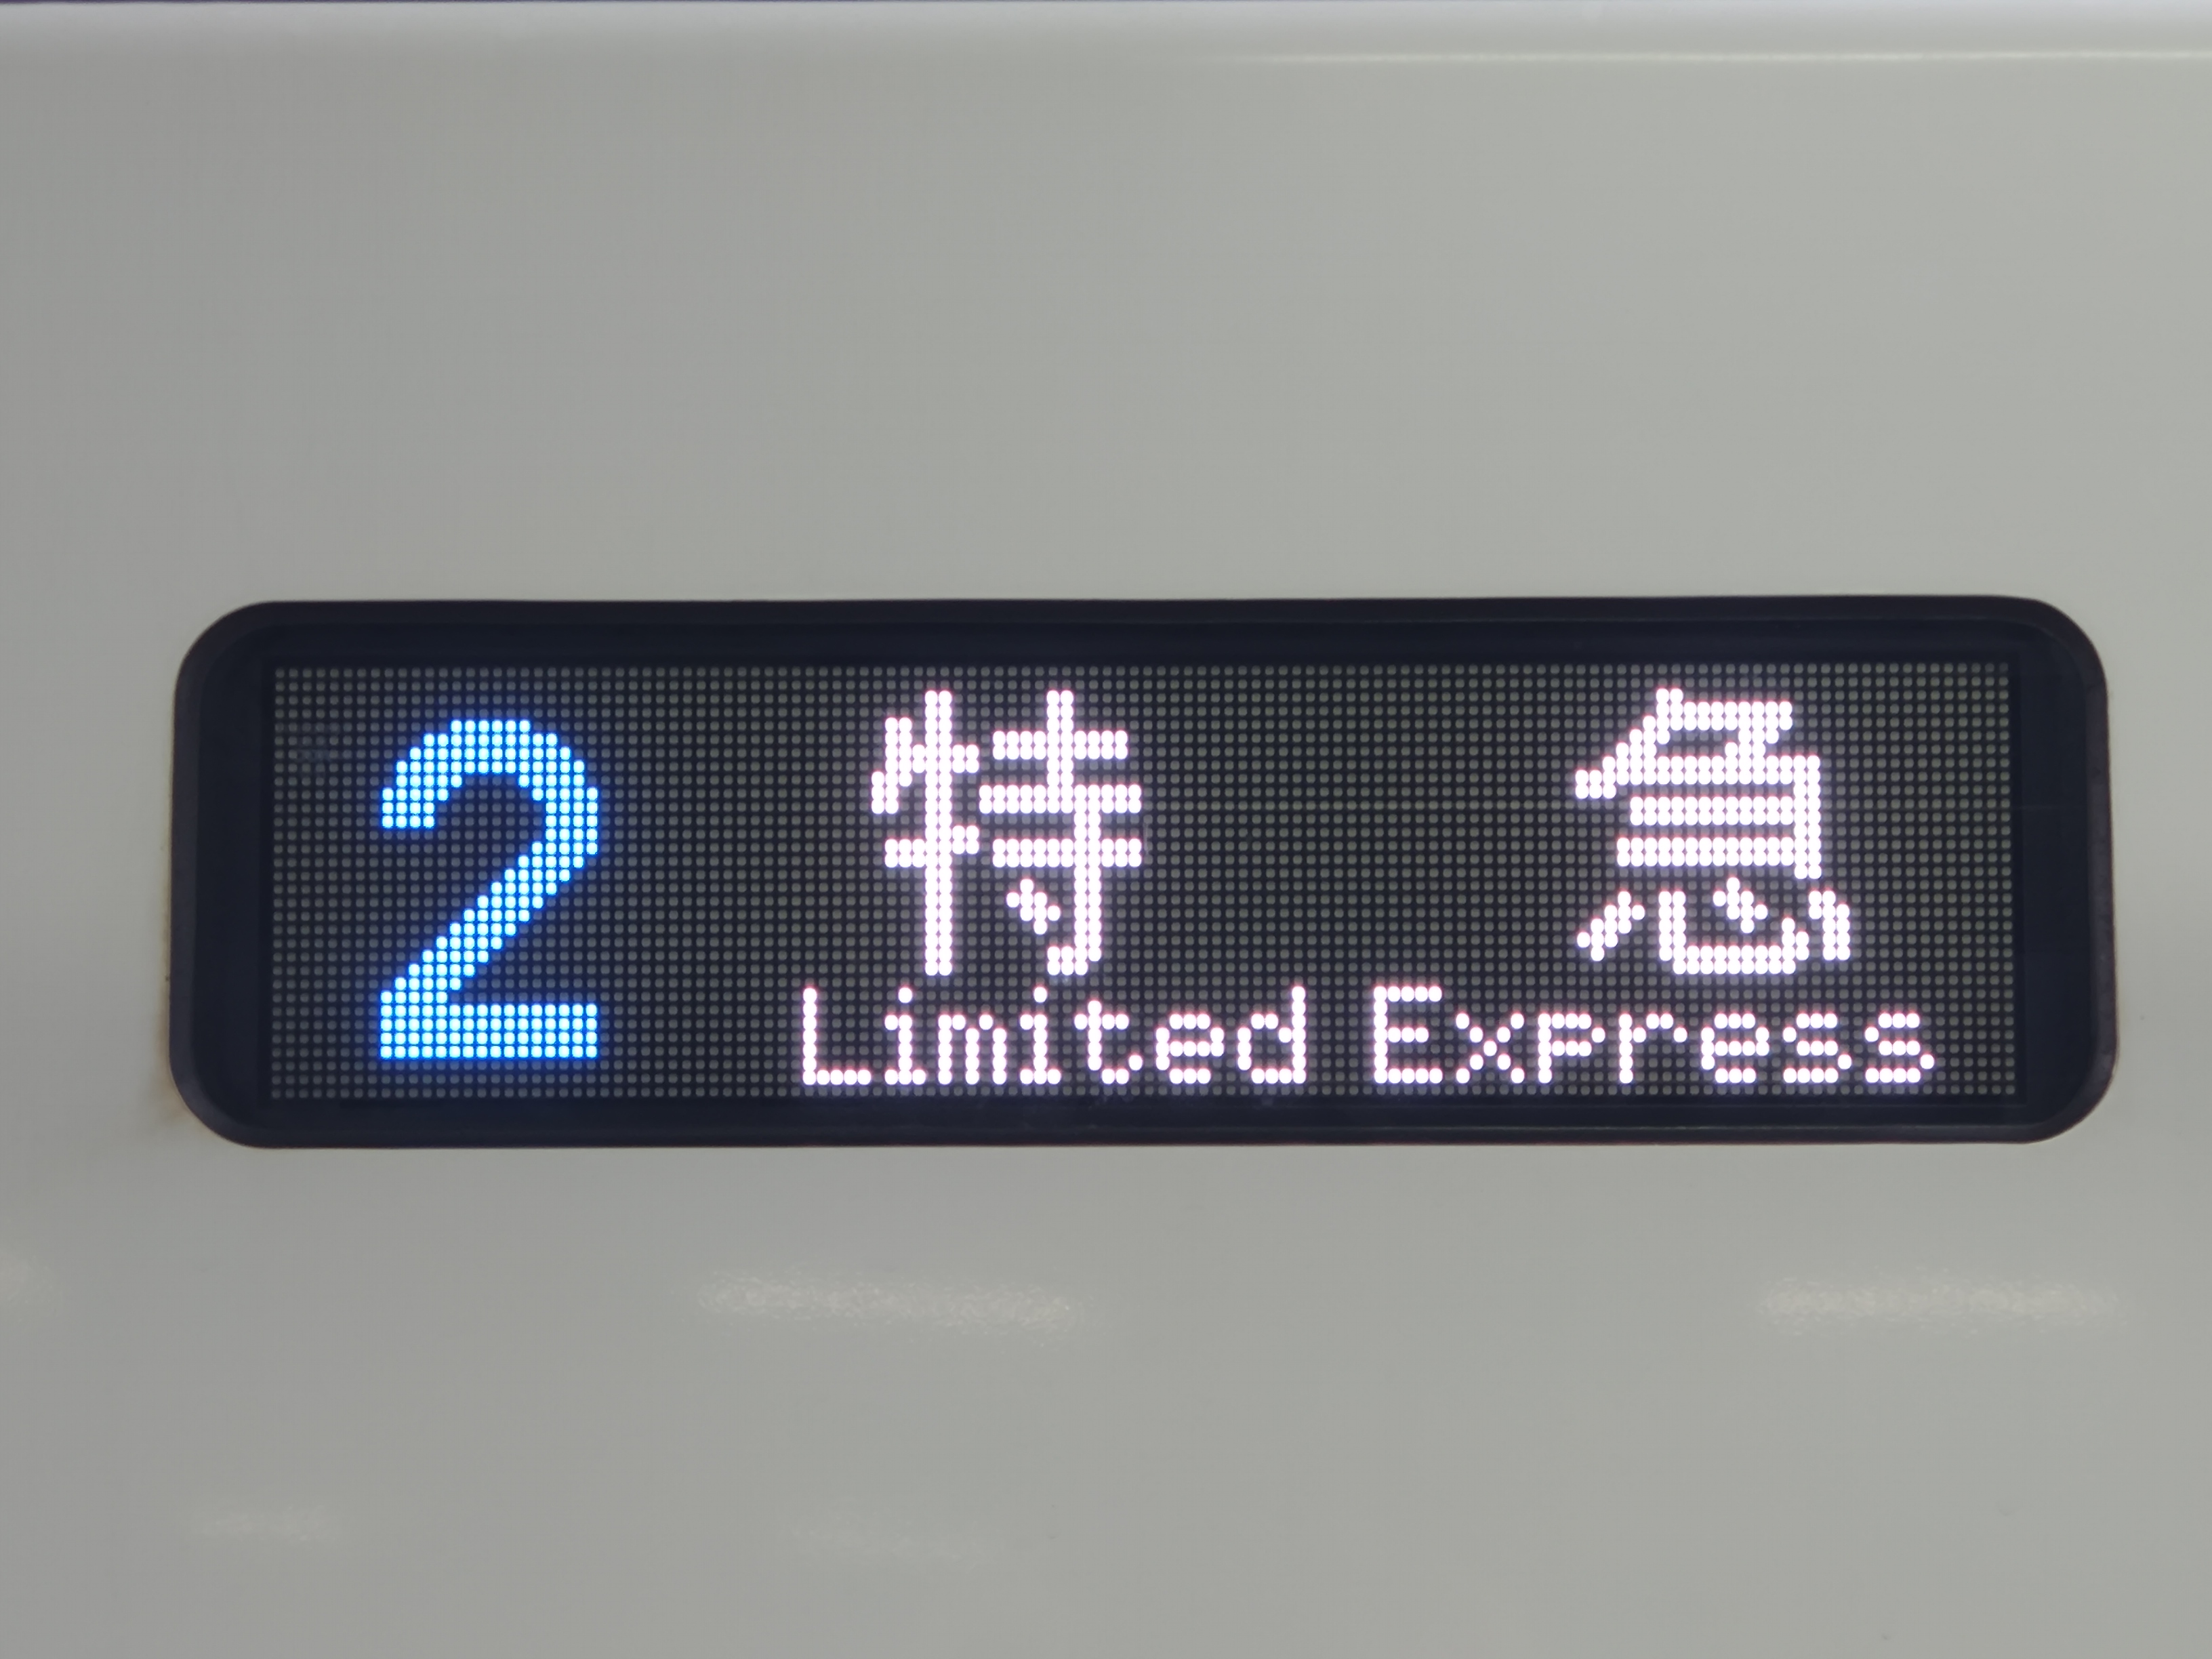 2 特急
Limited Express